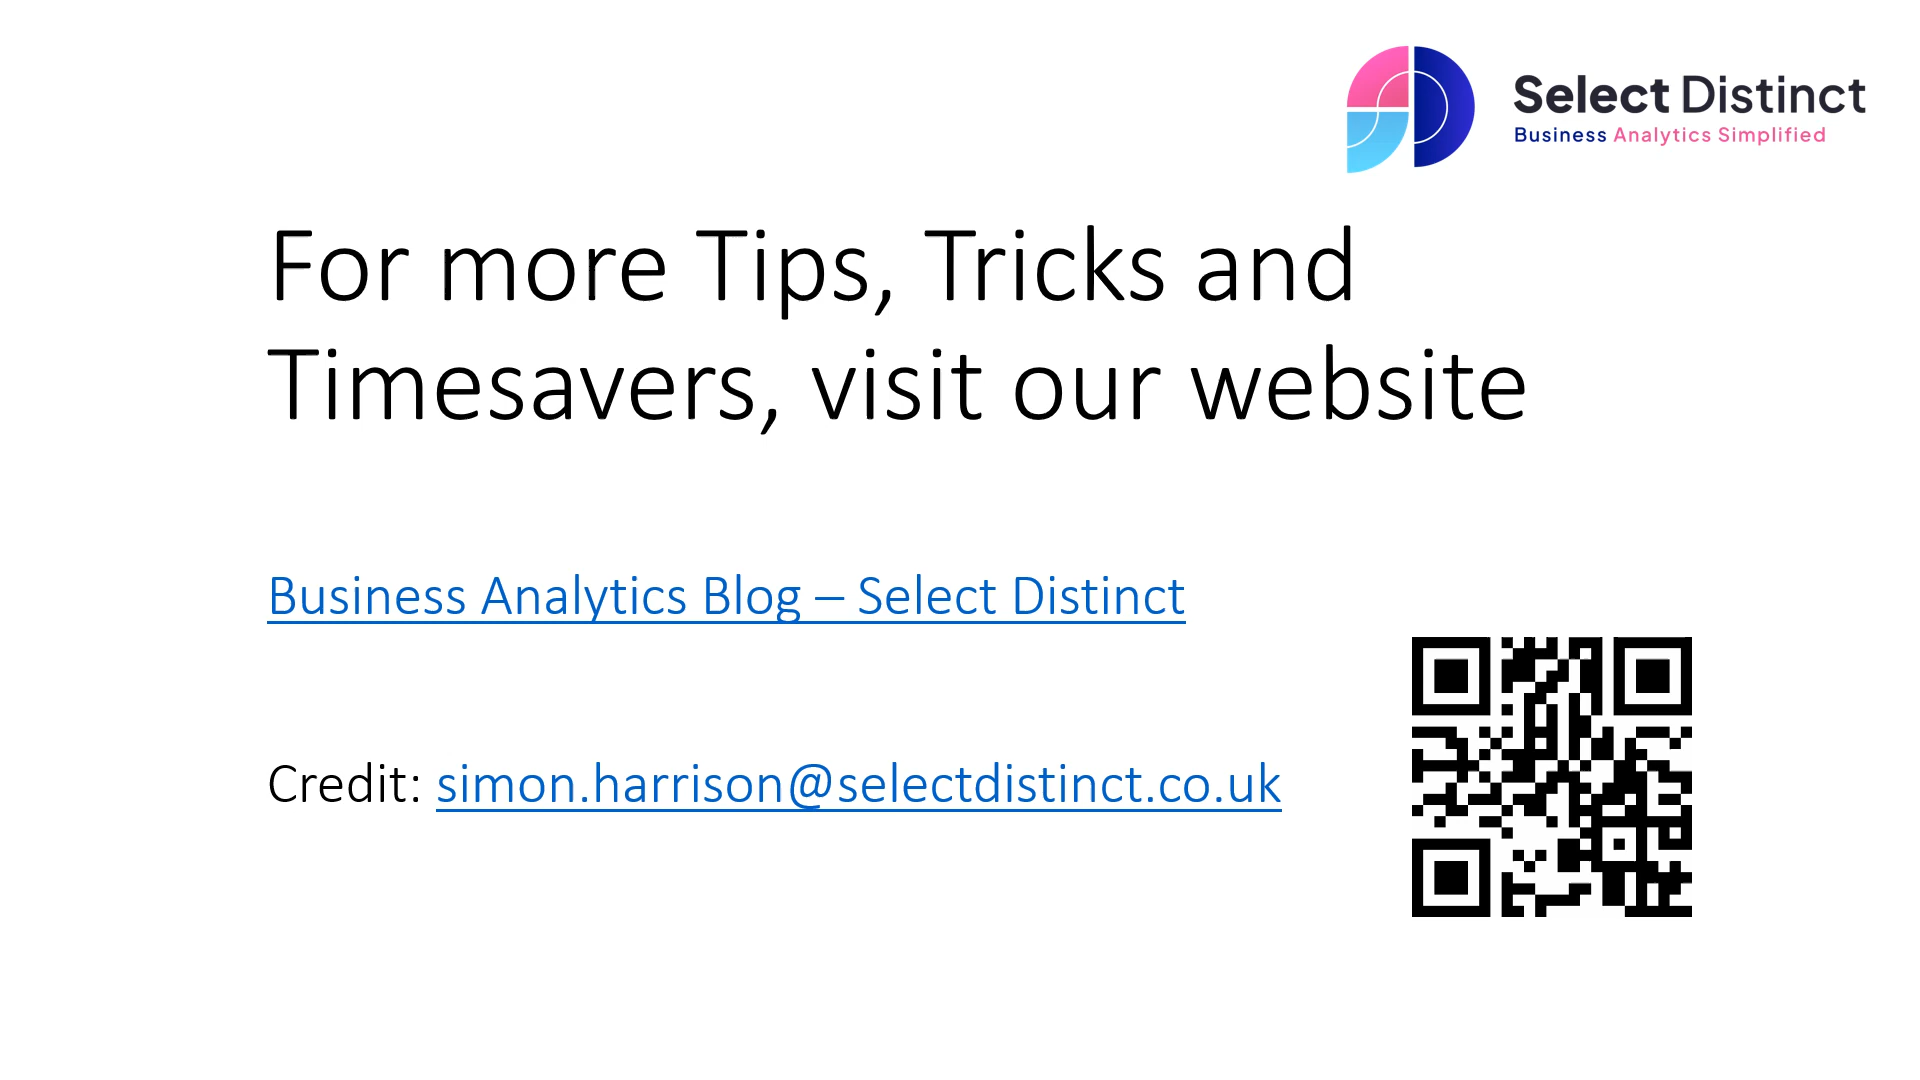 Select Distinct
Business Analytics Simplified
For more Tips, Tricks and
Timesavers, visit our website
Business Analytics Blog – Select Distinct
Credit: simon.harrison@selectdistinct.co.uk